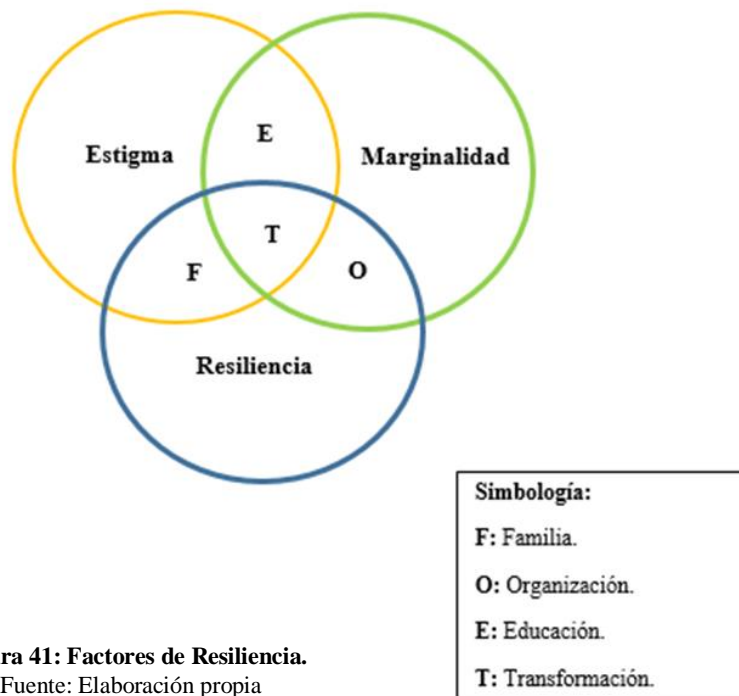 E
Estigma
Marginalidad
T
F
O
Resiliencia
Simbología:
F: Familia.
O: Organización.
E: Educación.
T: Transformación.
ra 41: Factores de Resiliencia.
Fuente: Elaboración propia